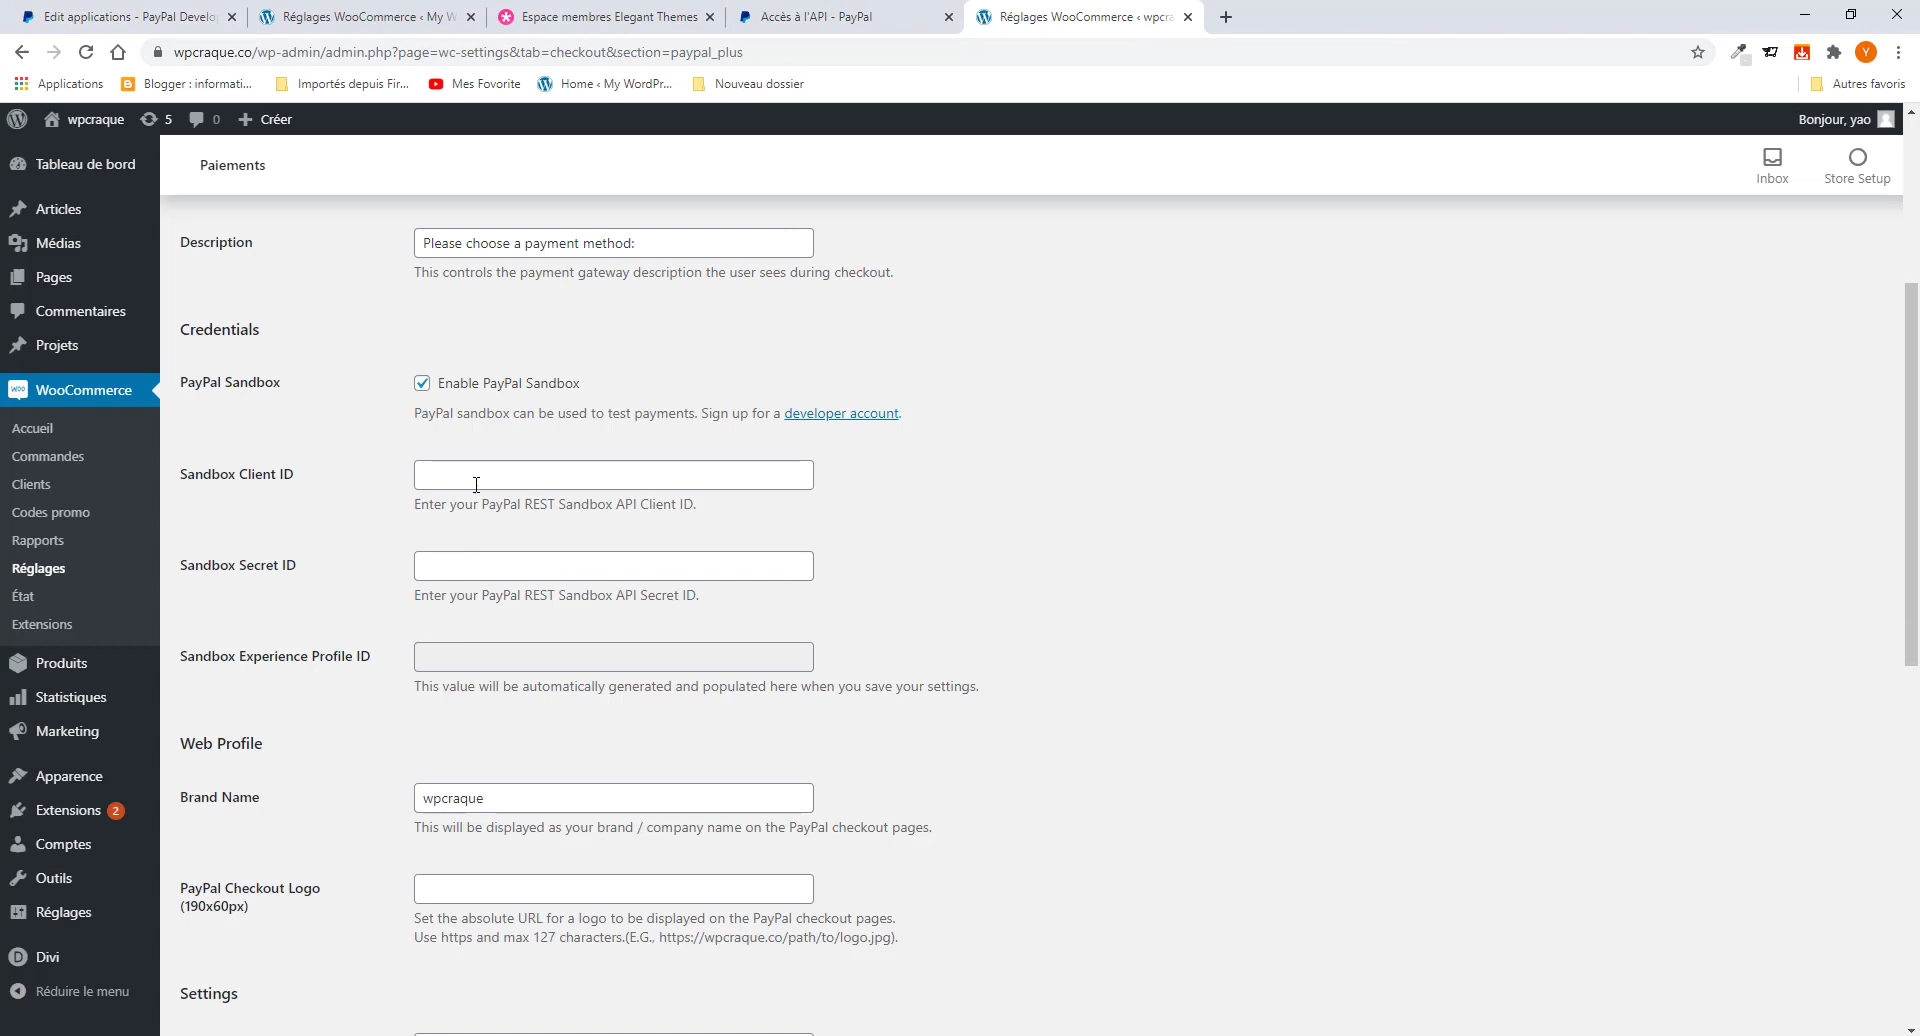 Edit applications - PayPal Develo
Réglages WooCommerce ‹ My W
Espace membres Elegant Themes
Accès à l'API - PayPal
Réglages WooCommerce ‹ wpcra
wpcraque.co/wp-admin/admin.php?page=wc-settings&tab=checkout&section=paypal_plus
Y
Applications
Blogger : informati...
Importés depuis Fir...
Mes Fovorite
Home ‹ My WordPr...
Nouveau dossier
Autres favoris
wpcraque
5
0
Créer
Bonjour, yao
Tableau de bord
Articles
Médias
Pages
Commentaires
Projets
WooCommerce
Accueil
Commandes
Clients
Codes promo
Rapports
Réglages
État
Extensions
Produits
Statistiques
Marketing
Apparence
Extensions 2
Comptes
Outils
Réglages
Divi
Réduire le menu
Paiements
Inbox
Store Setup
Description
Please choose a payment method:
This controls the payment gateway description the user sees during checkout.
Credentials
PayPal Sandbox
Enable PayPal Sandbox
PayPal sandbox can be used to test payments. Sign up for a developer account.
Sandbox Client ID
Enter your PayPal REST Sandbox API Client ID.
Sandbox Secret ID
Enter your PayPal REST Sandbox API Secret ID.
Sandbox Experience Profile ID
This value will be automatically generated and populated here when you save your settings.
Web Profile
Brand Name
wpcraque
This will be displayed as your brand / company name on the PayPal checkout pages.
PayPal Checkout Logo
(190x60px)
Set the absolute URL for a logo to be displayed on the PayPal checkout pages.
Use https and max 127 characters.(E.G., https://wpcraque.co/path/to/logo.jpg).
Settings